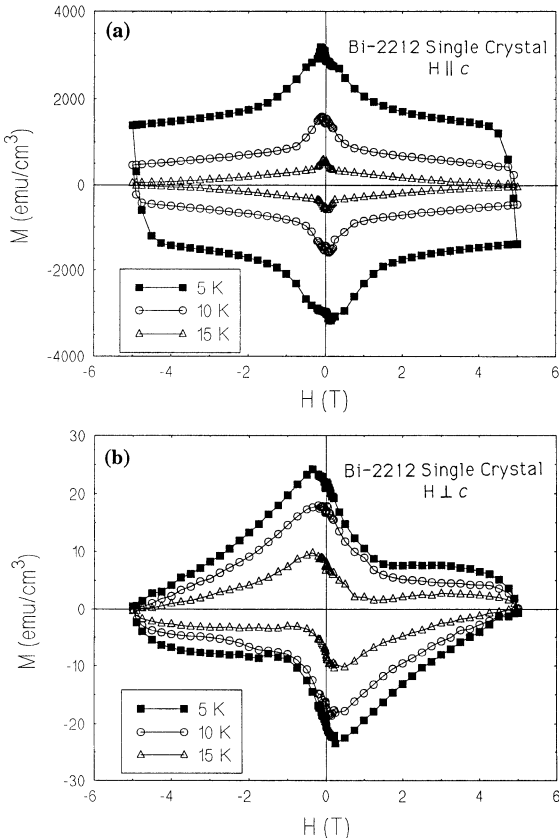 (a)
Bi-2212 Single Crystal
H || c
4000
2000
0
-2000
-4000
M (emu/cm³)
5 K
10 K
15 K
-6
-4
-2
0
2
4
6
H (T)
(b)
Bi-2212 Single Crystal
H ⊥ c
30
20
10
0
-10
-20
-30
M (emu/cm³)
5 K
10 K
15 K
-6
-4
-2
0
2
4
6
H (T)